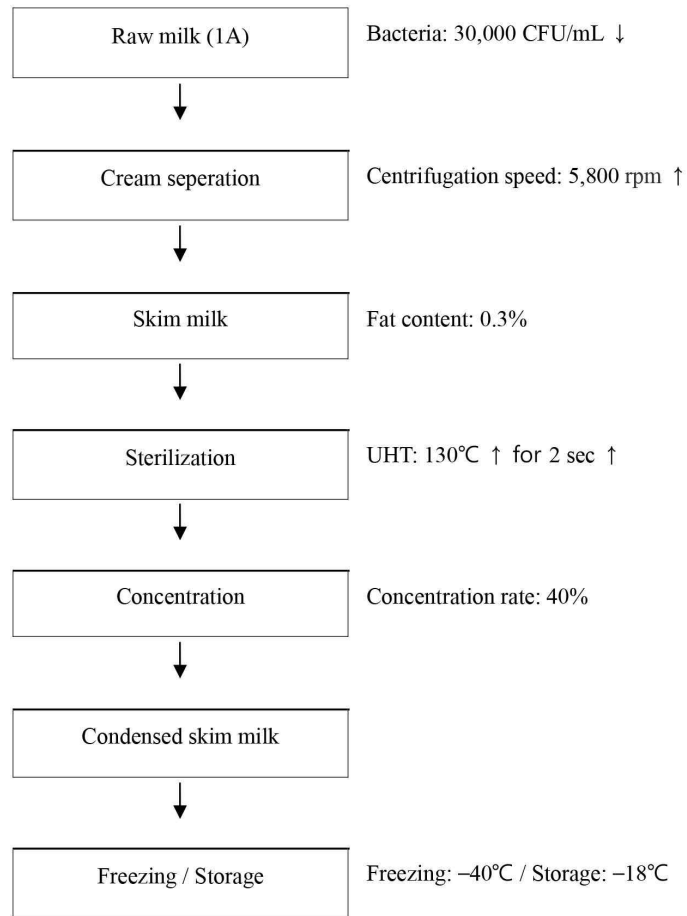 Raw milk (1A)
Bacteria: 30,000 CFU/mL ↓
Cream seperation
Centrifugation speed: 5,800 rpm ↑
Skim milk
Fat content: 0.3%
Sterilization
UHT: 130℃ ↑ for 2 sec ↑
Concentration
Concentration rate: 40%
Condensed skim milk
Freezing / Storage
Freezing: –40℃ / Storage: –18℃